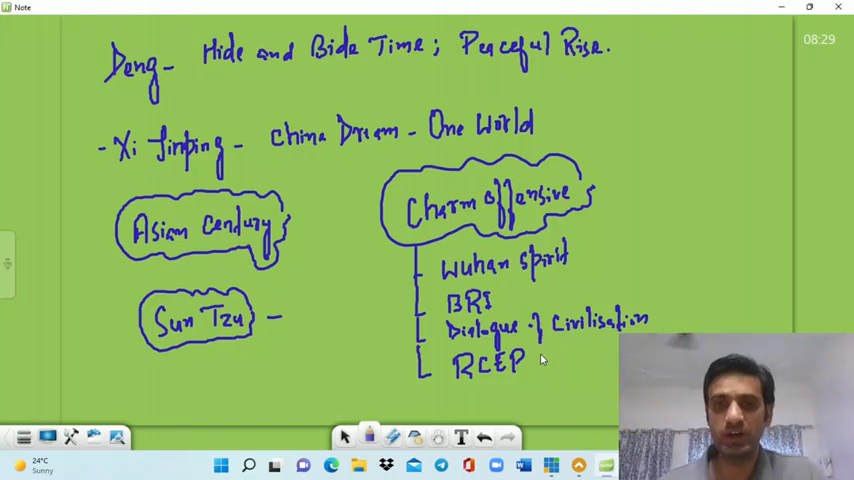 Note
08:29
Deng - Hide and Bide Time; Peaceful Rise.
- Xi Jinping - China Dream - One World
Asian Century
Charm Offensive
Wuhan Spirit
BRI
Sun Tzu -
Dialogue of Civilisation
RCEP
24°C
Sunny